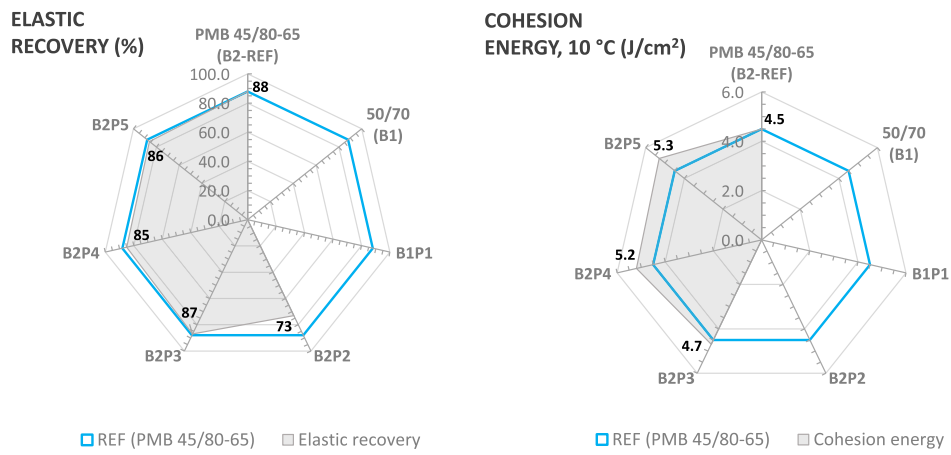 ELASTIC
RECOVERY (%)
PMB 45/80-65
(B2-REF)
100.0
80.0
60.0
40.0
20.0
0.0
88
50/70
(B1)
B1P1
73
B2P2
87
B2P3
85
B2P4
86
B2P5
REF (PMB 45/80-65)
Elastic recovery
COHESION
ENERGY, 10 °C (J/cm²)
PMB 45/80-65
(B2-REF)
6.0
4.0
2.0
0.0
4.5
50/70
(B1)
B1P1
B2P2
4.7
B2P3
5.2
B2P4
5.3
B2P5
REF (PMB 45/80-65)
Cohesion energy